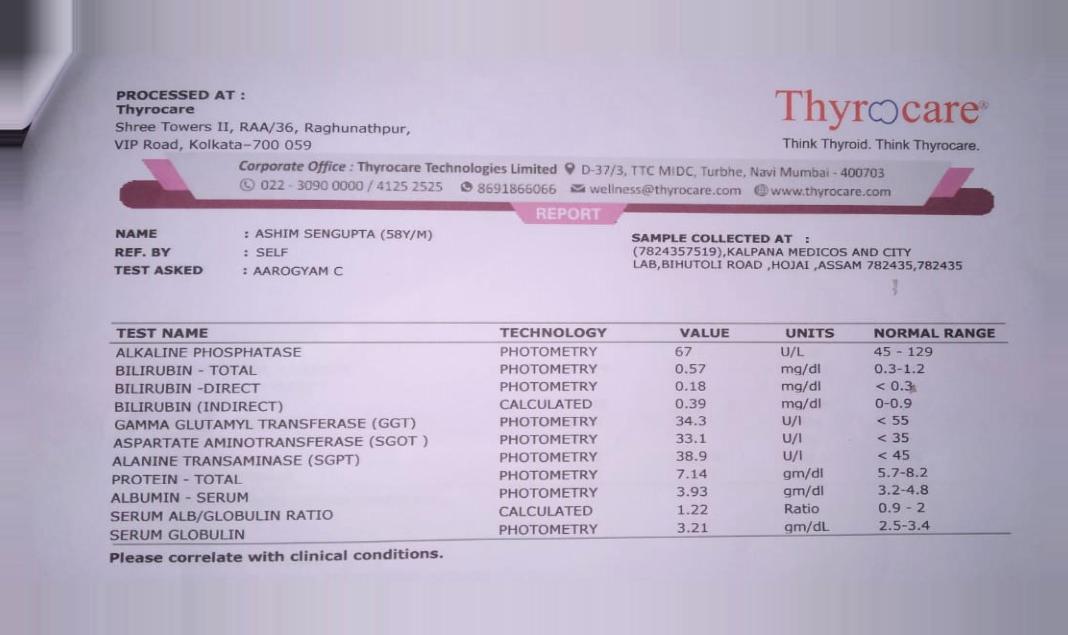 PROCESSED AT :
Thyrocare
Shree Towers II, RAA/36, Raghunathpur,
VIP Road, Kolkata-700 059
Thyrocare®
Think Thyroid. Think Thyrocare.
Corporate Office : Thyrocare Technologies Limited D-37/3, TTC MIDC, Turbhe, Navi Mumbai - 400703
022 - 3090 0000 / 4125 2525 8691866066 wellness@thyrocare.com www.thyrocare.com
REPORT
NAME : ASHIM SENGUPTA (58Y/M)
REF. BY : SELF
TEST ASKED : AAROGYAM C
SAMPLE COLLECTED AT :
(7824357519),KALPANA MEDICOS AND CITY
LAB,BIHUTOLI ROAD ,HOJAI ,ASSAM 782435,782435
TEST NAME TECHNOLOGY VALUE UNITS NORMAL RANGE
ALKALINE PHOSPHATASE PHOTOMETRY 67 U/L 45 - 129
BILIRUBIN - TOTAL PHOTOMETRY 0.57 mg/dl 0.3-1.2
BILIRUBIN -DIRECT PHOTOMETRY 0.18 mg/dl < 0.3
BILIRUBIN (INDIRECT) CALCULATED 0.39 mg/dl 0-0.9
GAMMA GLUTAMYL TRANSFERASE (GGT) PHOTOMETRY 34.3 U/l < 55
ASPARTATE AMINOTRANSFERASE (SGOT ) PHOTOMETRY 33.1 U/l < 35
ALANINE TRANSAMINASE (SGPT) PHOTOMETRY 38.9 U/l < 45
PROTEIN - TOTAL PHOTOMETRY 7.14 gm/dl 5.7-8.2
ALBUMIN - SERUM PHOTOMETRY 3.93 gm/dl 3.2-4.8
SERUM ALB/GLOBULIN RATIO CALCULATED 1.22 Ratio 0.9 - 2
SERUM GLOBULIN PHOTOMETRY 3.21 gm/dL 2.5-3.4
Please correlate with clinical conditions.